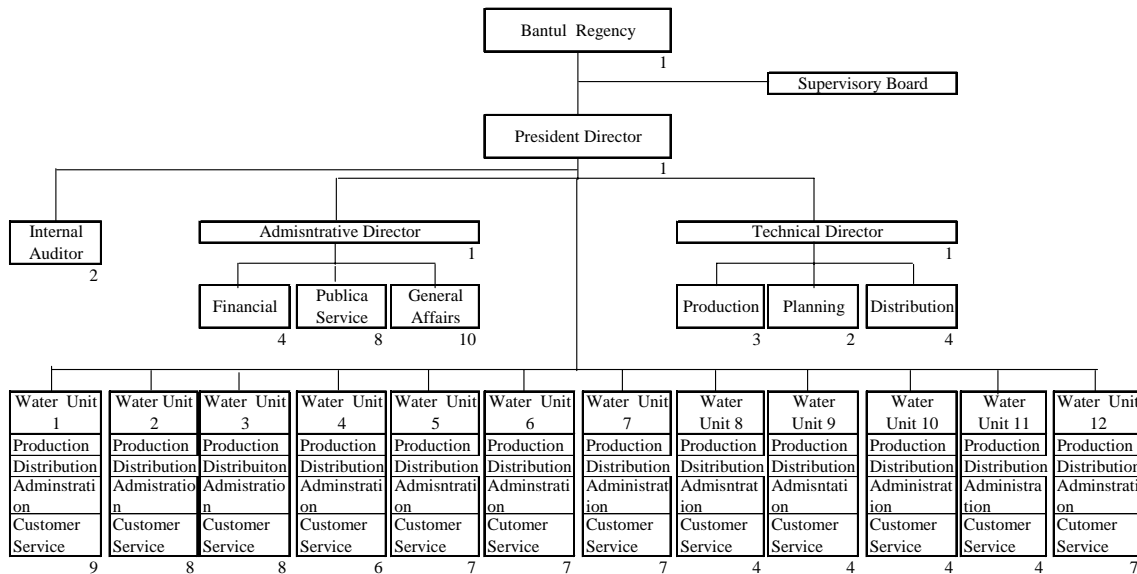 Bantul Regency
1
Supervisory Board
President Director
1
Internal
Auditor
2
Admisntrative Director
1
Technical Director
1
Financial
4
Publica
Service
8
General
Affairs
10
Production
3
Planning
2
Distribution
4
Water Unit
1
Production
Distribution
Adminstrati
on
Customer
Service
9
Water Unit
2
Production
Distribution
Admistratio
n
Customer
Service
8
Water Unit
3
Production
Distribuiton
Admistratio
n
Customer
Service
8
Water Unit
4
Production
Distribution
Adminstrati
on
Customer
Service
6
Water Unit
5
Production
Distribution
Admisntrati
on
Customer
Service
7
Water Unit
6
Production
Distribution
Adminstrati
on
Cutomer
Service
7
Water Unit
7
Production
Distribution
Administrat
ion
Customer
Service
7
Water
Unit 8
Production
Dsitribution
Admisntrat
ion
Customer
Service
4
Water
Unit 9
Production
Distribution
Admisntat
ion
Customer
Service
4
Water
Unit 10
Production
Distribution
Administrat
ion
Customer
Service
4
Water
Unit 11
Production
Distribution
Administra
tion
Customer
Service
4
Water Unit
12
Production
Distribution
Adminstrati
on
Cutomer
Service
7